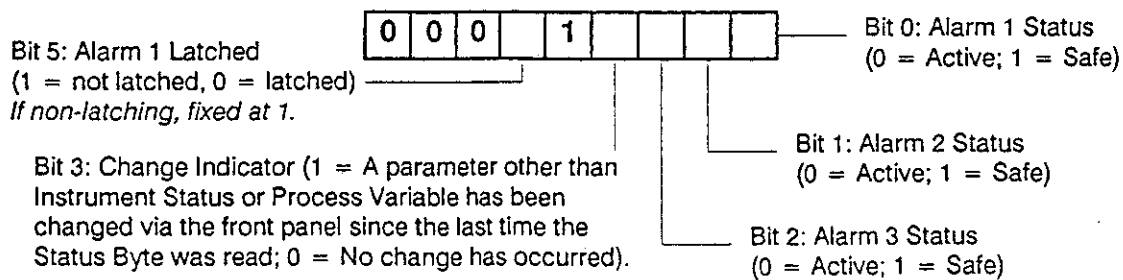 0 0 0 1
Bit 0: Alarm 1 Status
(0 = Active; 1 = Safe)
Bit 5: Alarm 1 Latched
(1 = not latched, 0 = latched)
If non-latching, fixed at 1.
Bit 1: Alarm 2 Status
(0 = Active; 1 = Safe)
Bit 3: Change Indicator (1 = A parameter other than
Instrument Status or Process Variable has been
changed via the front panel since the last time the
Status Byte was read; 0 = No change has occurred).
Bit 2: Alarm 3 Status
(0 = Active; 1 = Safe)